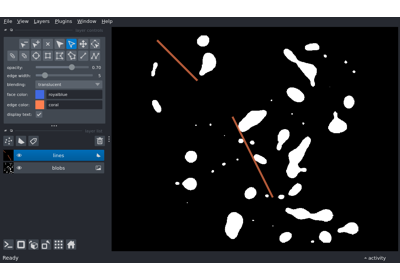 File View Layers Plugins Window Help
opacity: 0.70
edge width: 5
blending: translucent
face color: royalblue
edge color: coral
display text: ✓
lines
blobs
Ready
activity